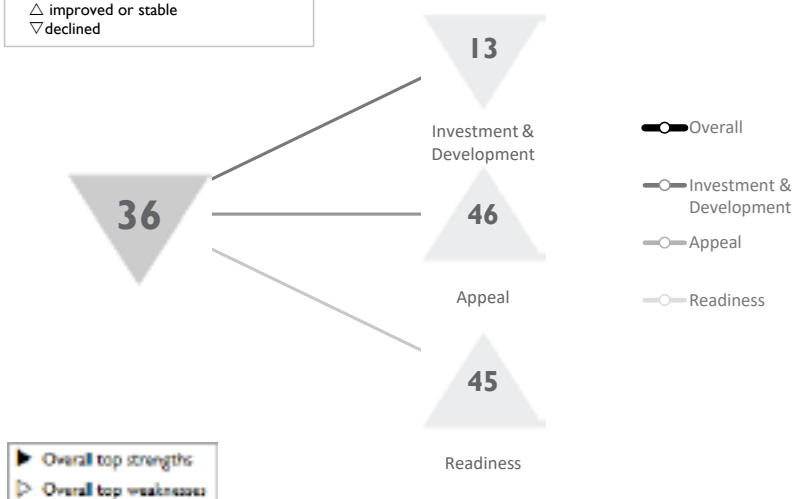 △ improved or stable
▽ declined
13
Investment &
Development
36
46
Appeal
45
Readiness
Overall
Investment &
Development
Appeal
Readiness
▶ Overall top strengths
▷ Overall top weaknesses